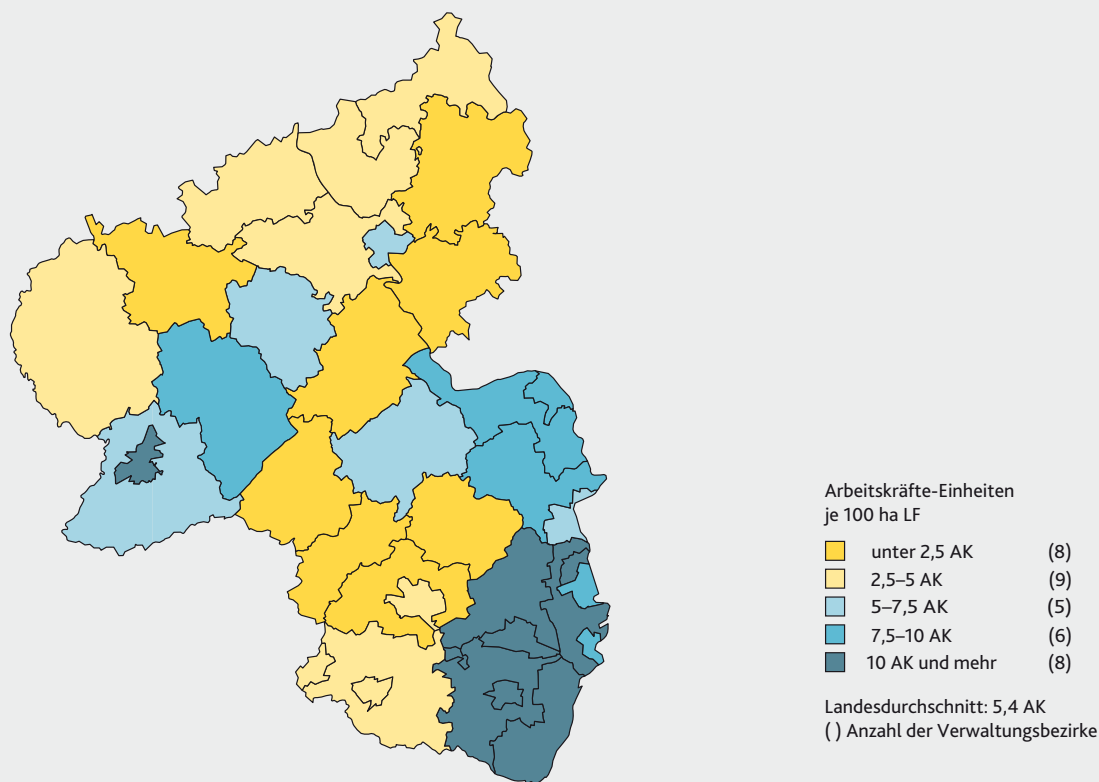 Arbeitskräfte-Einheiten
je 100 ha LF
unter 2,5 AK (8)
2,5–5 AK (9)
5–7,5 AK (5)
7,5–10 AK (6)
10 AK und mehr (8)
Landesdurchschnitt: 5,4 AK
( ) Anzahl der Verwaltungsbezirke